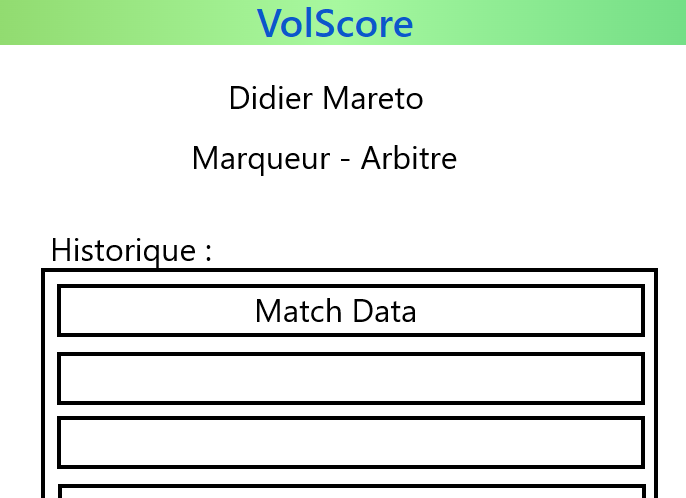 VolScore
Didier Mareto
Marqueur - Arbitre
Historique :
Match Data